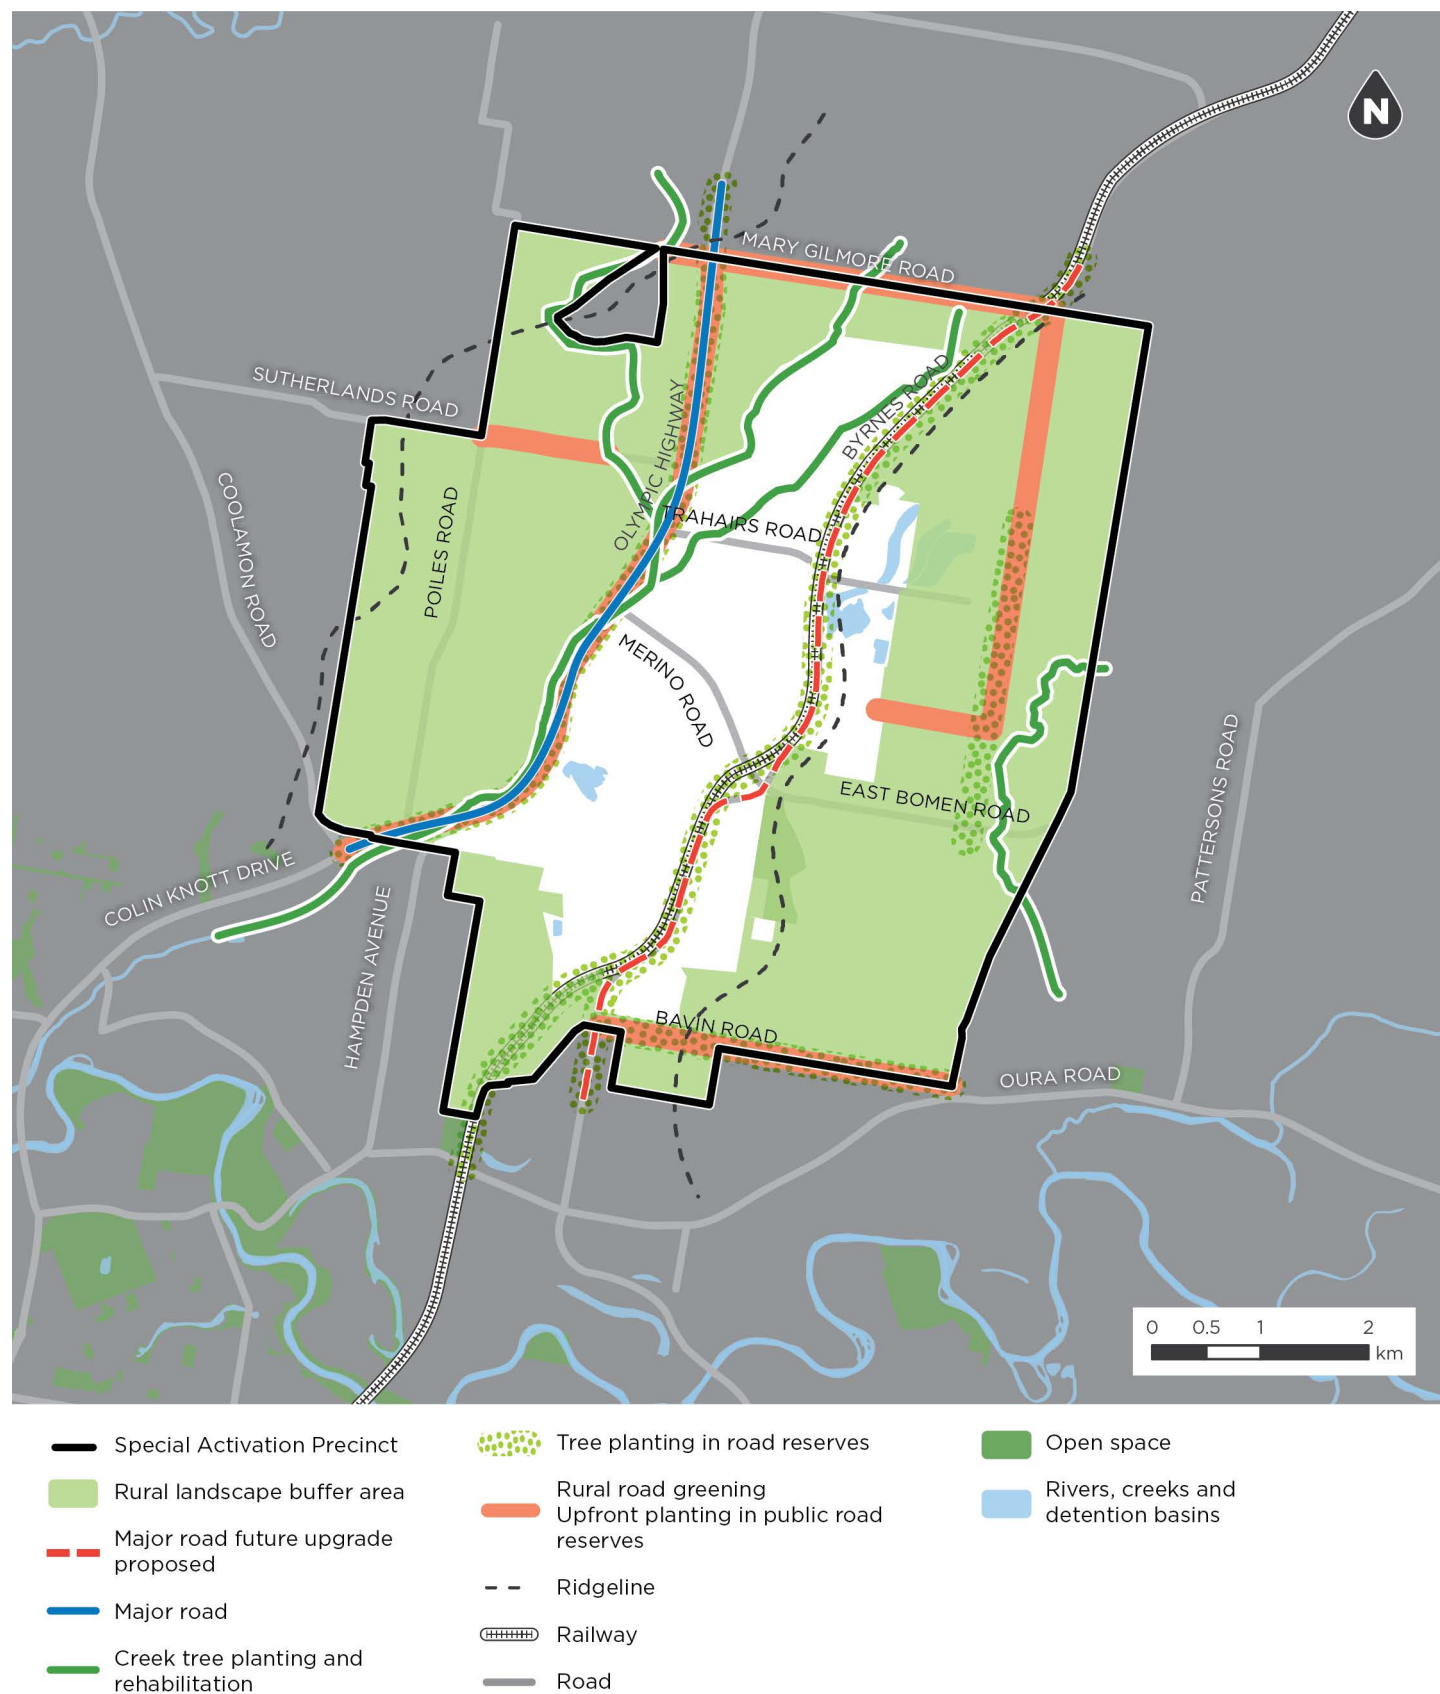 N
MARY GILMORE ROAD
SUTHERLANDS ROAD
BYRNES ROAD
OLYMPIC HIGHWAY
COOLAMON ROAD
POILES ROAD
TRAHAIRS ROAD
MERINO ROAD
EAST BOMEN ROAD
PATTERSONS ROAD
COLIN KNOTT DRIVE
HAMPDEN AVENUE
BAVIN ROAD
OURA ROAD
0 0.5 1 2
km
Special Activation Precinct
Rural landscape buffer area
Major road future upgrade
proposed
Major road
Creek tree planting and
rehabilitation
Tree planting in road reserves
Rural road greening
Upfront planting in public road
reserves
Ridgeline
Railway
Road
Open space
Rivers, creeks and
detention basins